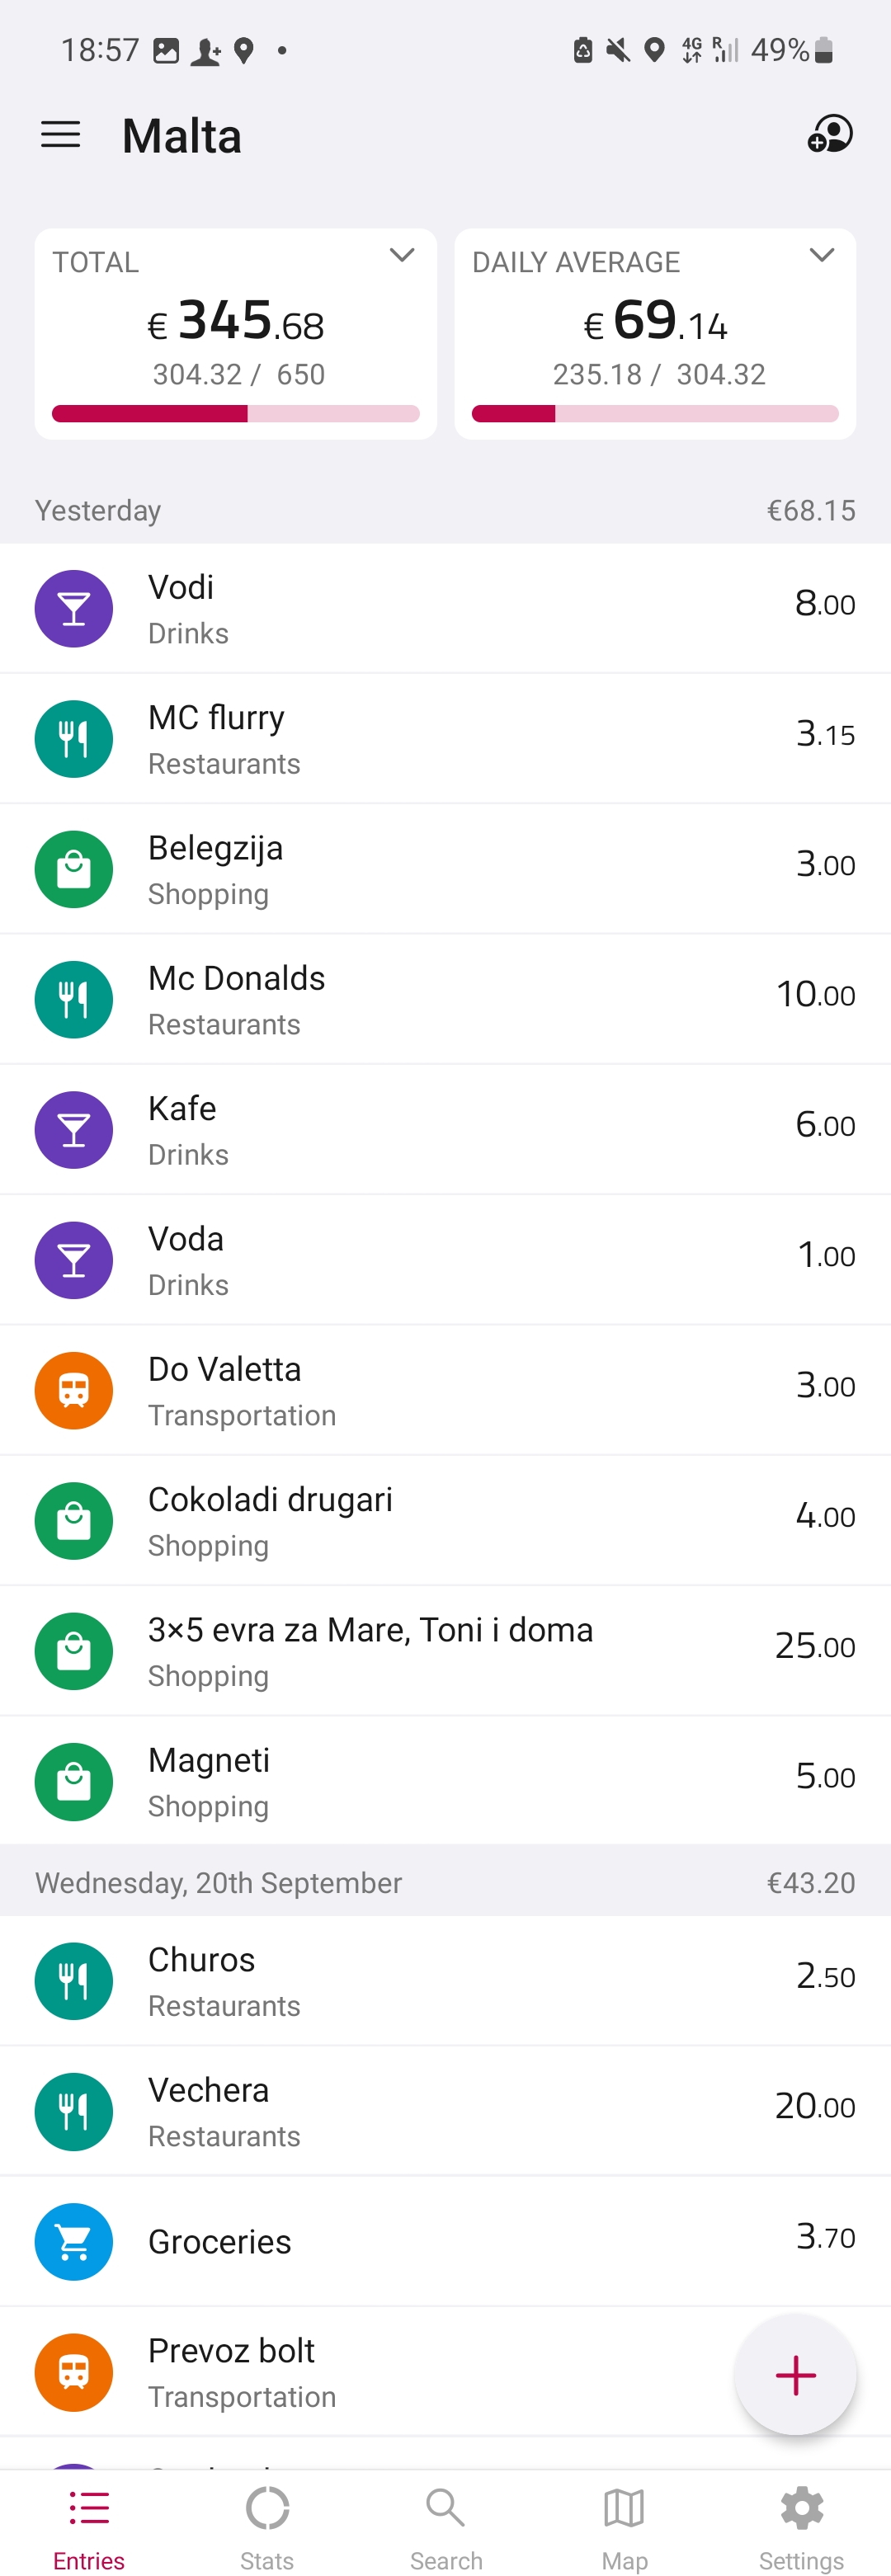 18:57 4G R 49%
Malta
TOTAL
€ 345.68
304.32 / 650
DAILY AVERAGE
€ 69.14
235.18 / 304.32
Yesterday €68.15
Vodi 8.00
Drinks
MC flurry 3.15
Restaurants
Belegzija 3.00
Shopping
Mc Donalds 10.00
Restaurants
Kafe 6.00
Drinks
Voda 1.00
Drinks
Do Valetta 3.00
Transportation
Cokoladi drugari 4.00
Shopping
3×5 evra za Mare, Toni i doma 25.00
Shopping
Magneti 5.00
Shopping
Wednesday, 20th September €43.20
Churos 2.50
Restaurants
Vechera 20.00
Restaurants
Groceries 3.70
Prevoz bolt
Transportation
Entries Stats Search Map Settings